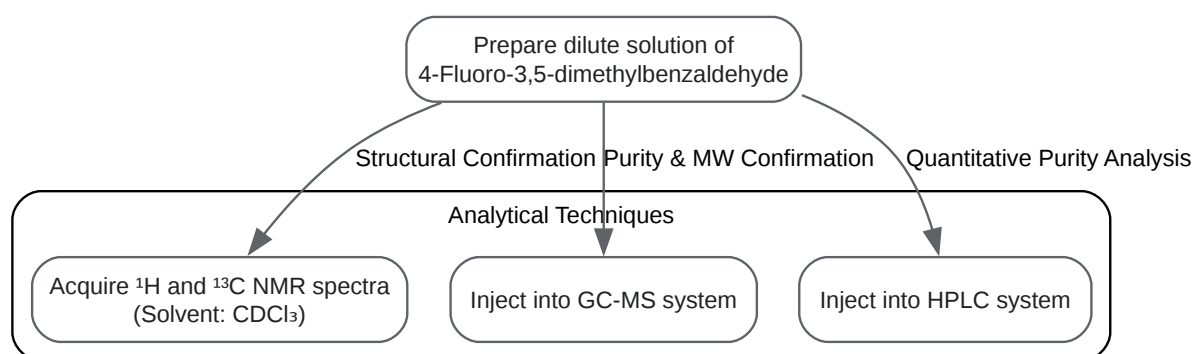 Prepare dilute solution of
4-Fluoro-3,5-dimethylbenzaldehyde
Structural Confirmation
Purity & MW Confirmation
Quantitative Purity Analysis
Analytical Techniques
Acquire ¹H and ¹³C NMR spectra
(Solvent: CDCl₃)
Inject into GC-MS system
Inject into HPLC system